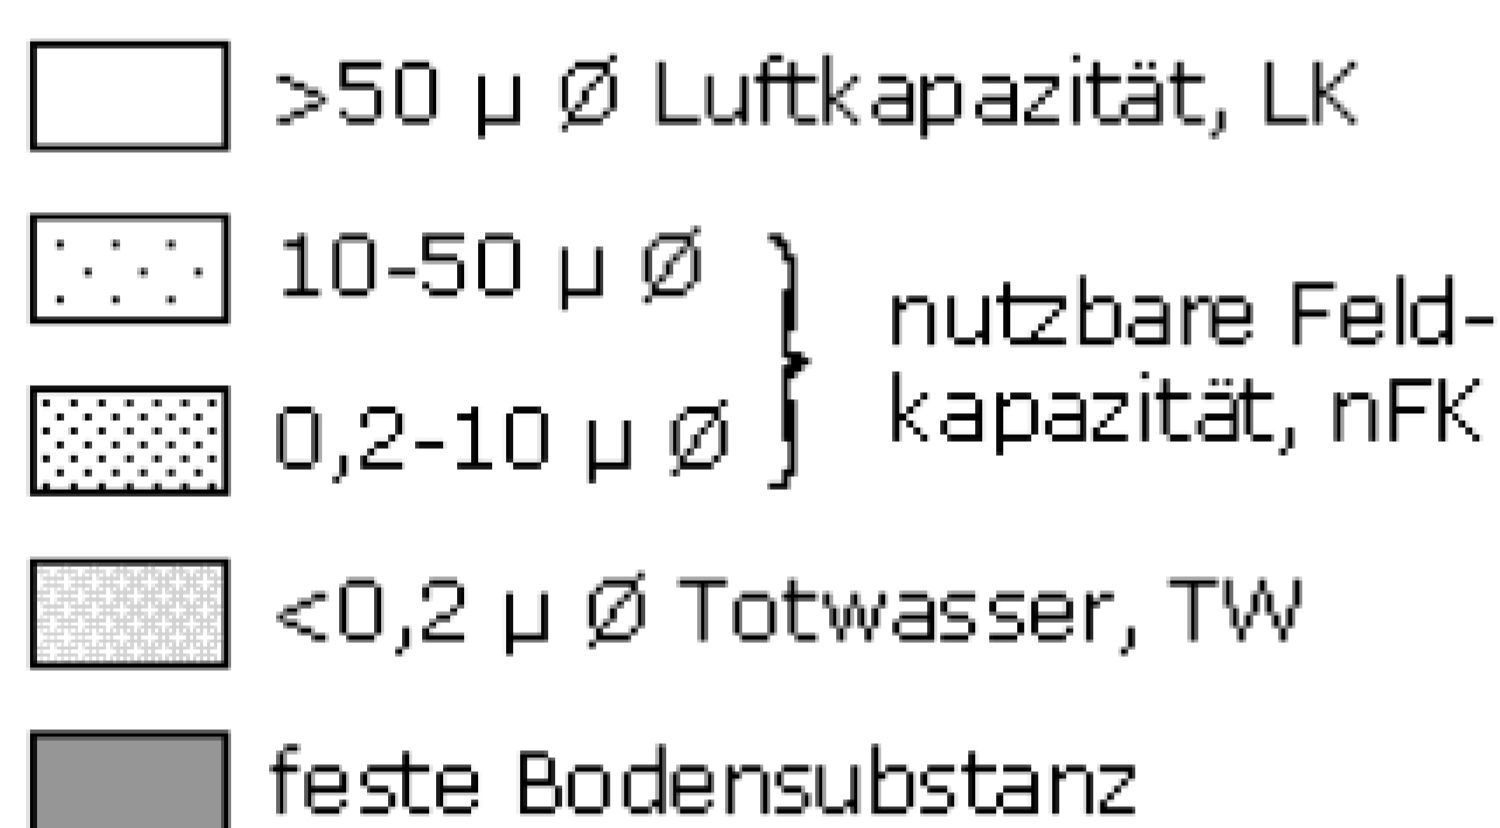 >50 µ Ø Luftkapazität, LK
10-50 µ Ø
0,2-10 µ Ø
nutzbare Feld-
kapazität, nFK
<0,2 µ Ø Totwasser, TW
feste Bodensubstanz